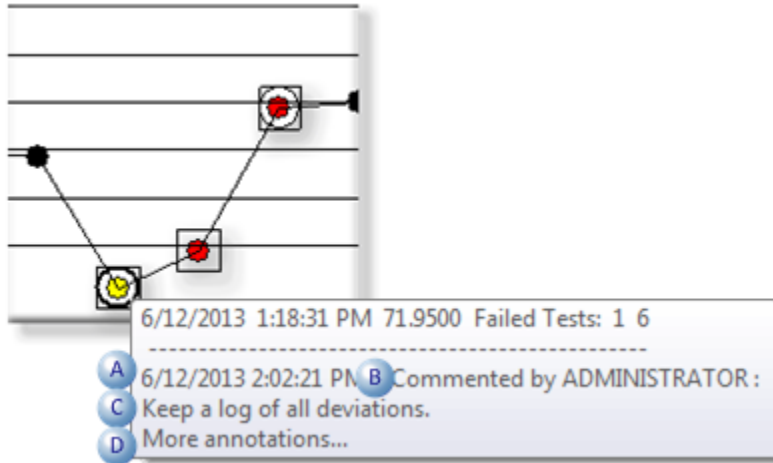 6/12/2013 1:18:31 PM 71.9500 Failed Tests: 1 6
-----------------------------------------------------
A 6/12/2013 2:02:21 PM B Commented by ADMINISTRATOR :
C Keep a log of all deviations.
D More annotations...